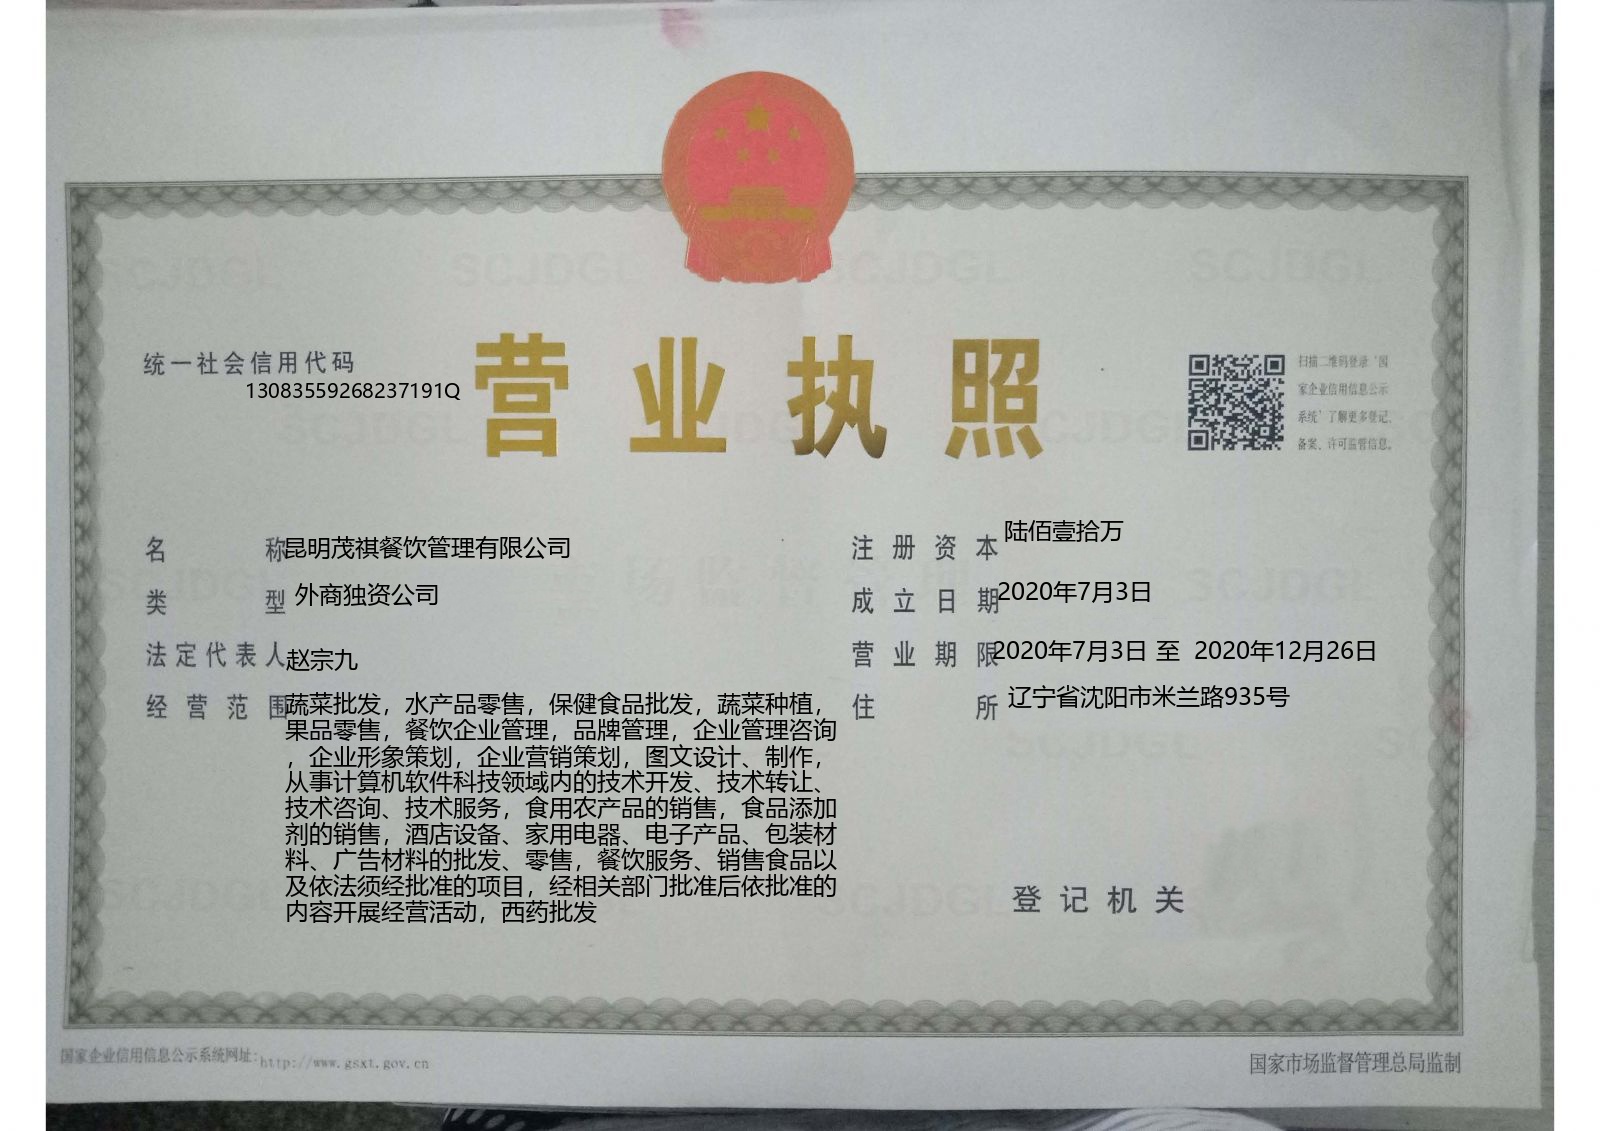 统一社会信用代码
13083559268237191Q
营业执照
扫描二维码登录‘国
家企业信用信息公示
系统’了解更多登记、
备案、许可监管信息。
名称 昆明茂祺餐饮管理有限公司
类型 外商独资公司
法定代表人 赵宗九
经营范围 蔬菜批发，水产品零售，保健食品批发，蔬菜种植，
果品零售，餐饮企业管理，品牌管理，企业管理咨询
，企业形象策划，企业营销策划，图文设计、制作，
从事计算机软件科技领域内的技术开发、技术转让、
技术咨询、技术服务，食用农产品的销售，食品添加
剂的销售，酒店设备、家用电器、电子产品、包装材
料、广告材料的批发、零售，餐饮服务、销售食品以
及依法须经批准的项目，经相关部门批准后依批准的
内容开展经营活动，西药批发
注册资本 陆佰壹拾万
成立日期 2020年7月3日
营业期限 2020年7月3日 至 2020年12月26日
住所 辽宁省沈阳市米兰路935号
登记机关
国家企业信用信息公示系统网址：http://www.gsxt.gov.cn
国家市场监督管理总局监制